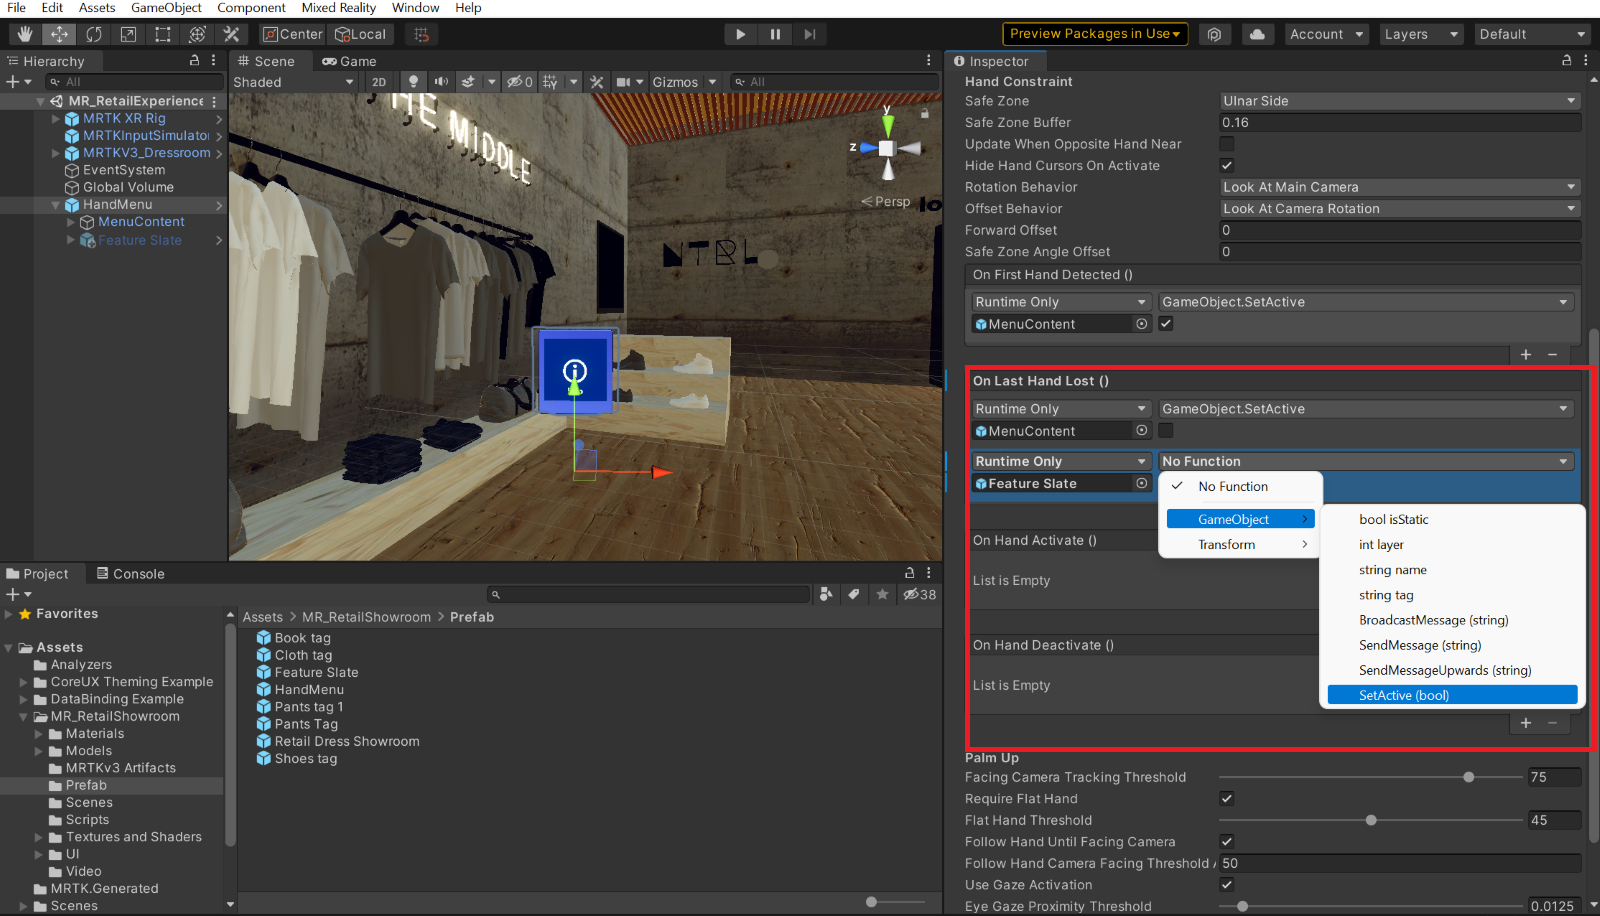 File Edit Assets GameObject Component Mixed Reality Window Help
Center Local Preview Packages in Use Account Layers Default
Hierarchy
All
MR_RetailExperience
MRTK XR Rig
MRTKInputSimulator
MRTKV3_Dressroom
EventSystem
Global Volume
HandMenu
MenuContent
Feature Slate
Scene Game
Shaded 2D 0 Gizmos All
THE MIDDLE
y
z
Persp
NTBL
lo
Inspector
Hand Constraint
Safe Zone Ulnar Side
Safe Zone Buffer 0.16
Update When Opposite Hand Near
Hide Hand Cursors On Activate
Rotation Behavior Look At Main Camera
Offset Behavior Look At Camera Rotation
Forward Offset 0
Safe Zone Angle Offset 0
On First Hand Detected ()
Runtime Only GameObject.SetActive
MenuContent
On Last Hand Lost ()
Runtime Only GameObject.SetActive
MenuContent
Runtime Only No Function
Feature Slate
No Function
GameObject
Transform
bool isStatic
int layer
string name
string tag
BroadcastMessage (string)
SendMessage (string)
SendMessageUpwards (string)
SetActive (bool)
On Hand Activate ()
List is Empty
On Hand Deactivate ()
List is Empty
Palm Up
Facing Camera Tracking Threshold 75
Require Flat Hand
Flat Hand Threshold 45
Follow Hand Until Facing Camera
Follow Hand Camera Facing Threshold A 50
Use Gaze Activation
Eye Gaze Proximity Threshold 0.0125
Project Console
38
Favorites
Assets
Analyzers
CoreUX Theming Example
DataBinding Example
MR_RetailShowroom
Materials
Models
MRTKv3 Artifacts
Prefab
Scenes
Scripts
Textures and Shaders
UI
Video
MRTK.Generated
Scenes
Assets > MR_RetailShowroom > Prefab
Book tag
Cloth tag
Feature Slate
HandMenu
Pants tag 1
Pants Tag
Retail Dress Showroom
Shoes tag